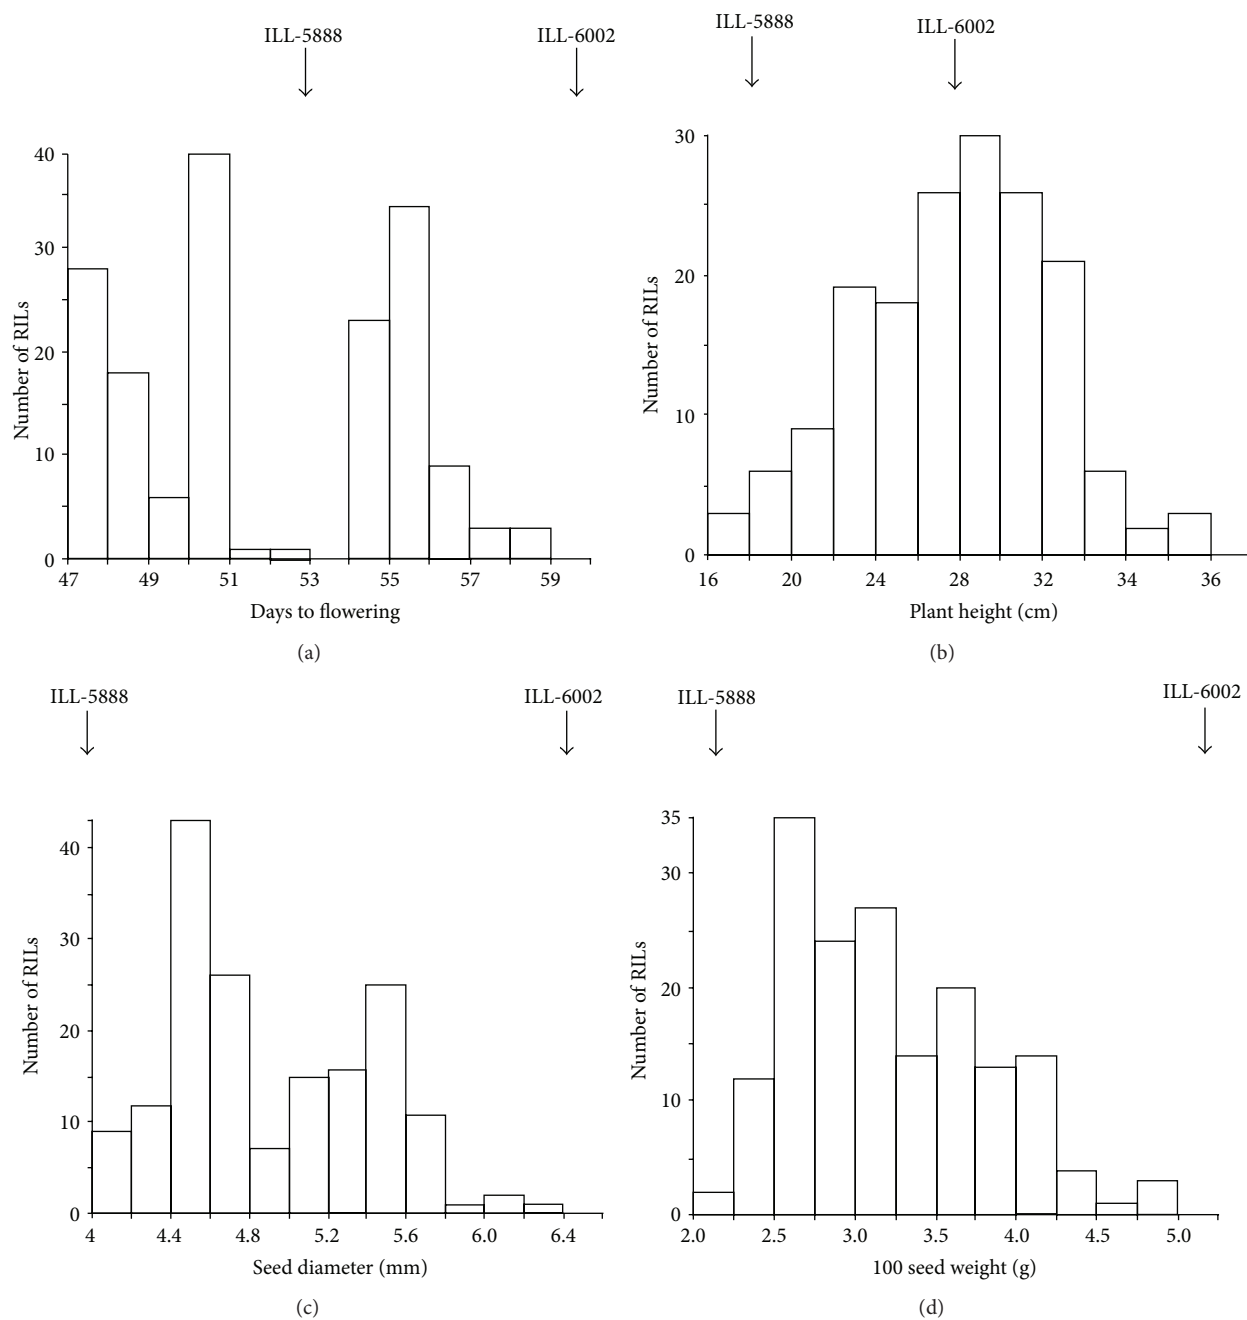 ILL-5888 ILL-6002
40
30
20
10
0
Number of RILs
47 49 51 53 55 57 59
Days to flowering
(a)
ILL-5888 ILL-6002
30
20
10
0
Number of RILs
16 20 24 28 32 34 36
Plant height (cm)
(b)
ILL-5888 ILL-6002
40
30
20
10
0
Number of RILs
4 4.4 4.8 5.2 5.6 6.0 6.4
Seed diameter (mm)
(c)
ILL-5888 ILL-6002
35
30
20
10
0
Number of RILs
2.0 2.5 3.0 3.5 4.0 4.5 5.0
100 seed weight (g)
(d)